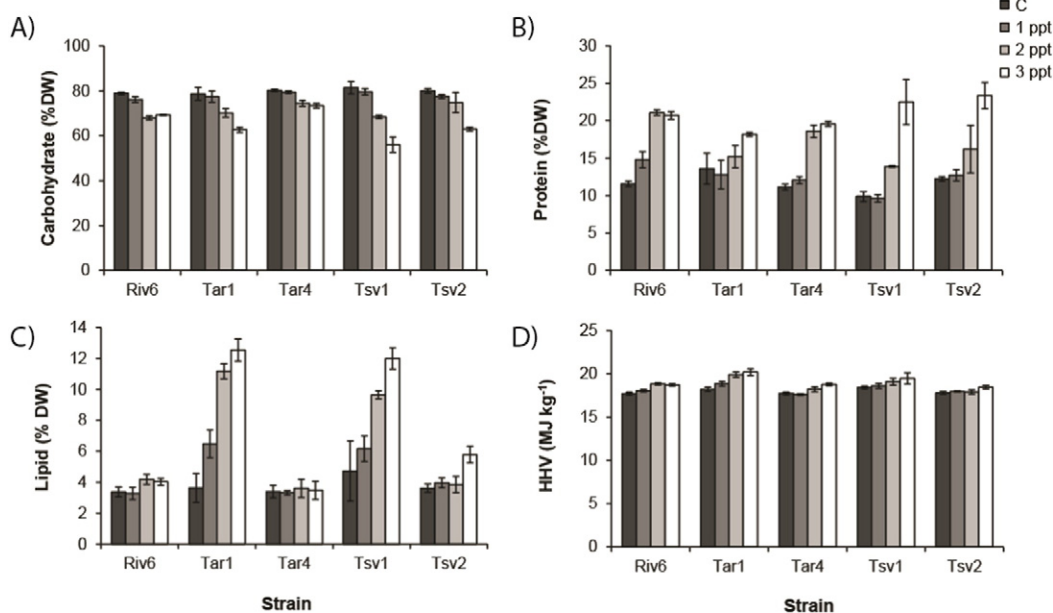 A)
Carbohydrate (%DW)
100
80
60
40
20
0
Riv6 Tar1 Tar4 Tsv1 Tsv2
B)
C
1 ppt
2 ppt
3 ppt
Protein (%DW)
30
25
20
15
10
5
0
Riv6 Tar1 Tar4 Tsv1 Tsv2
C)
Lipid (% DW)
14
12
10
8
6
4
2
0
Riv6 Tar1 Tar4 Tsv1 Tsv2
Strain
D)
HHV (MJ kg⁻¹)
25
20
15
10
5
0
Riv6 Tar1 Tar4 Tsv1 Tsv2
Strain